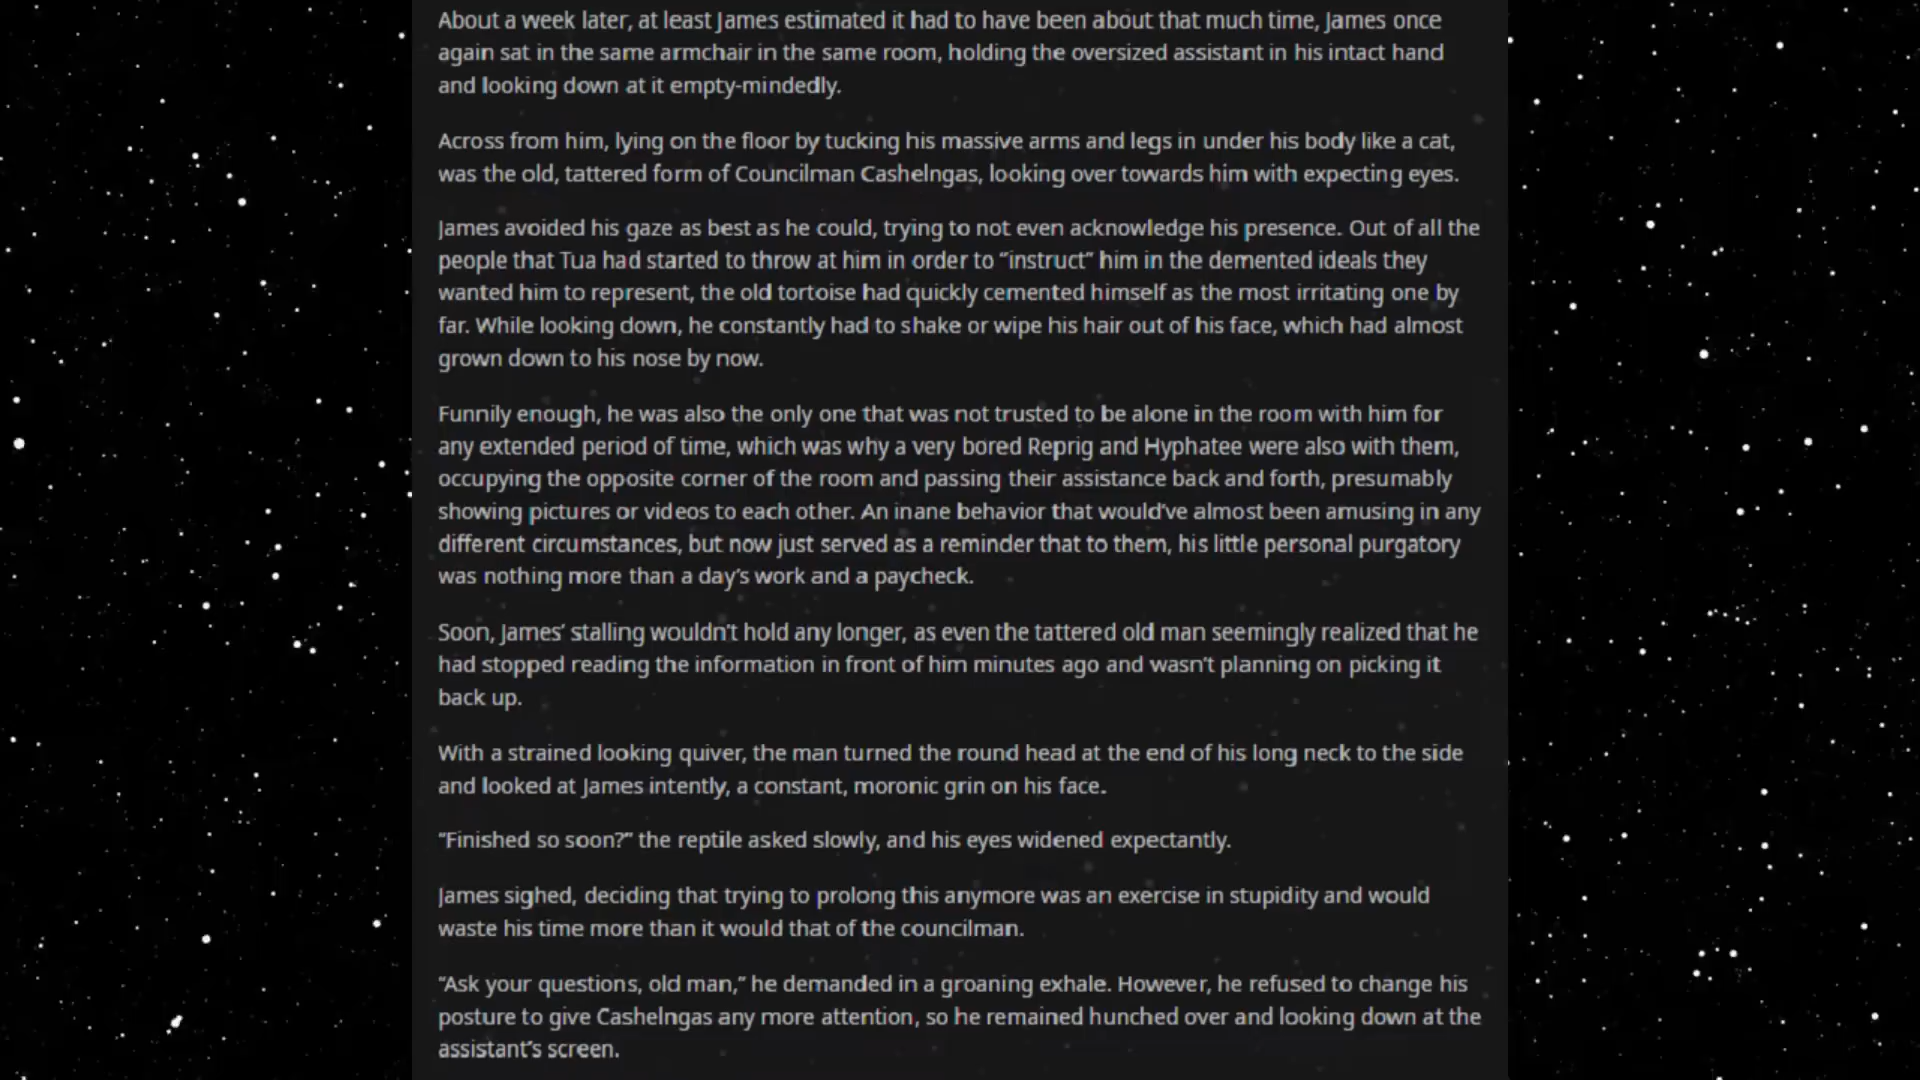 About a week later, at least James estimated it had to have been about that much time, James once
again sat in the same armchair in the same room, holding the oversized assistant in his intact hand
and looking down at it empty-mindedly.
Across from him, lying on the floor by tucking his massive arms and legs in under his body like a cat,
was the old, tattered form of Councilman Cashelngas, looking over towards him with expecting eyes.
James avoided his gaze as best as he could, trying to not even acknowledge his presence. Out of all the
people that Tua had started to throw at him in order to “instruct” him in the demented ideals they
wanted him to represent, the old tortoise had quickly cemented himself as the most irritating one by
far. While looking down, he constantly had to shake or wipe his hair out of his face, which had almost
grown down to his nose by now.
Funnily enough, he was also the only one that was not trusted to be alone in the room with him for
any extended period of time, which was why a very bored Reprig and Hyphatee were also with them,
occupying the opposite corner of the room and passing their assistance back and forth, presumably
showing pictures or videos to each other. An inane behavior that would’ve almost been amusing in any
different circumstances, but now just served as a reminder that to them, his little personal purgatory
was nothing more than a day’s work and a paycheck.
Soon, James’ stalling wouldn’t hold any longer, as even the tattered old man seemingly realized that he
had stopped reading the information in front of him minutes ago and wasn’t planning on picking it
back up.
With a strained looking quiver, the man turned the round head at the end of his long neck to the side
and looked at James intently, a constant, moronic grin on his face.
“Finished so soon?” the reptile asked slowly, and his eyes widened expectantly.
James sighed, deciding that trying to prolong this anymore was an exercise in stupidity and would
waste his time more than it would that of the councilman.
“Ask your questions, old man,” he demanded in a groaning exhale. However, he refused to change his
posture to give Cashelngas any more attention, so he remained hunched over and looking down at the
assistant’s screen.